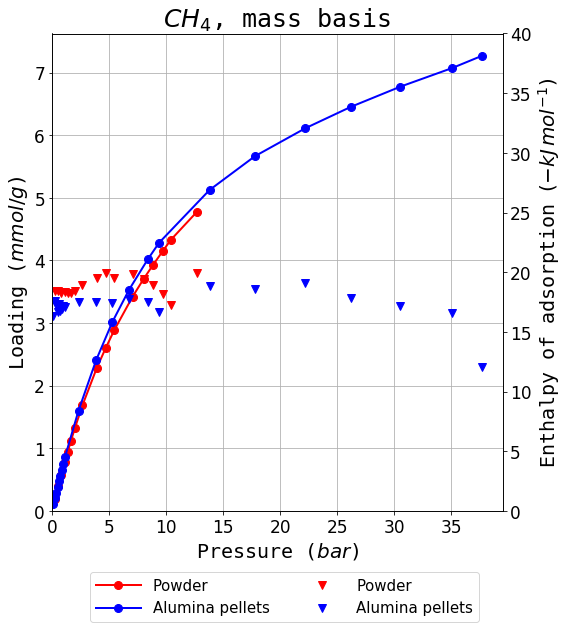 CH₄, mass basis
Loading (mmol/g)
7
6
5
4
3
2
1
0
40
35
30
25
20
15
10
5
0
Enthalpy of adsorption (−kJ mol⁻¹)
0 5 10 15 20 25 30 35
Pressure (bar)
Powder Powder
Alumina pellets Alumina pellets